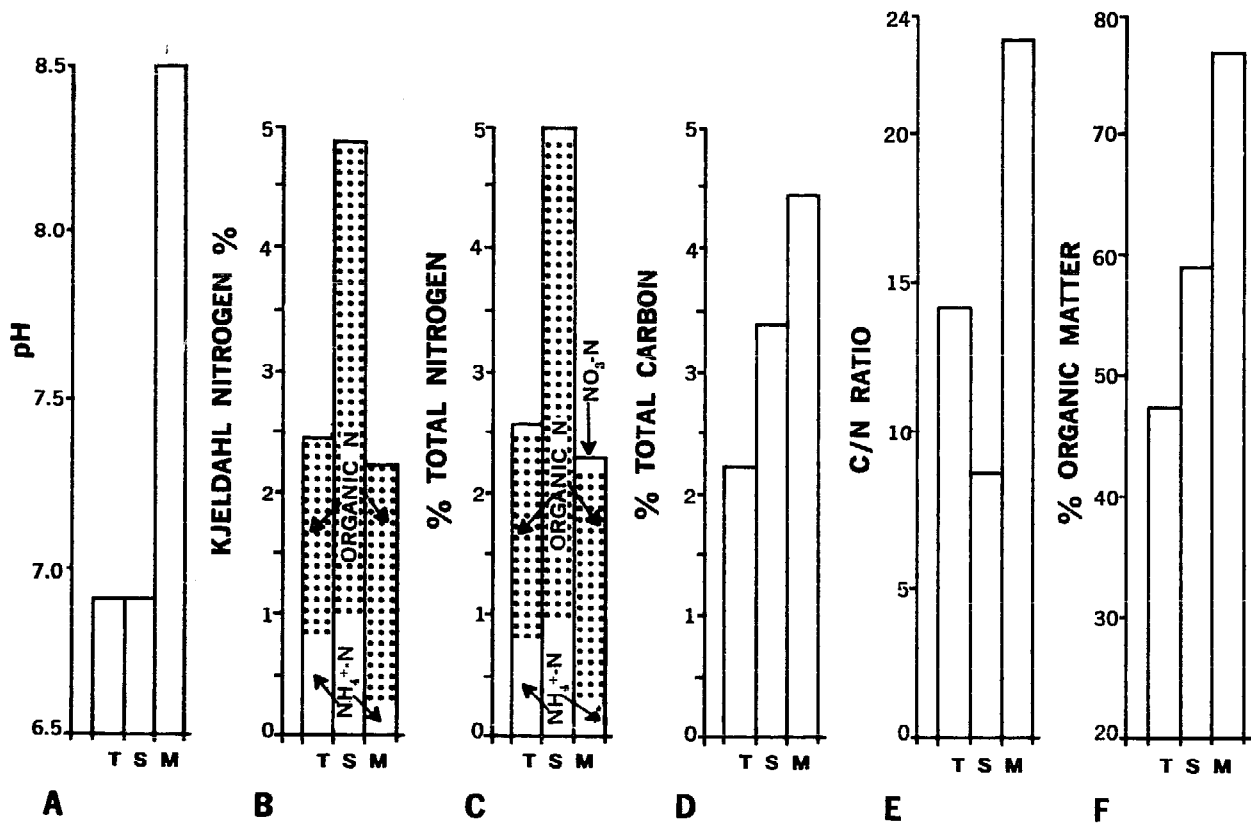 pH
8.5
8.0
7.5
7.0
6.5
T S M
A
KJELDAHL NITROGEN %
5
4
3
2
1
0
ORGANIC N
NH₄⁺-N
T S M
B
% TOTAL NITROGEN
5
4
3
2
1
0
ORGANIC N
NH₄⁺-N
NO₃-N
T S M
C
% TOTAL CARBON
5
4
3
2
1
0
T S M
D
C/N RATIO
24
20
15
10
5
0
T S M
E
% ORGANIC MATTER
80
70
60
50
40
30
20
T S M
F